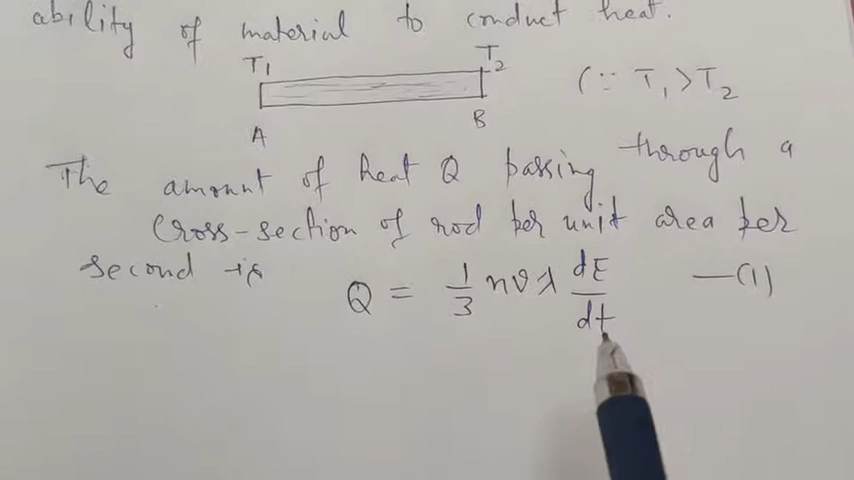 ability of material to conduct heat.
T₁ T₂
(∵ T₁>T₂
A B
The amount of heat Q passing through a
cross-section of rod per unit area per
second is
Q = 1/3 nvλ dE/dt —(1)